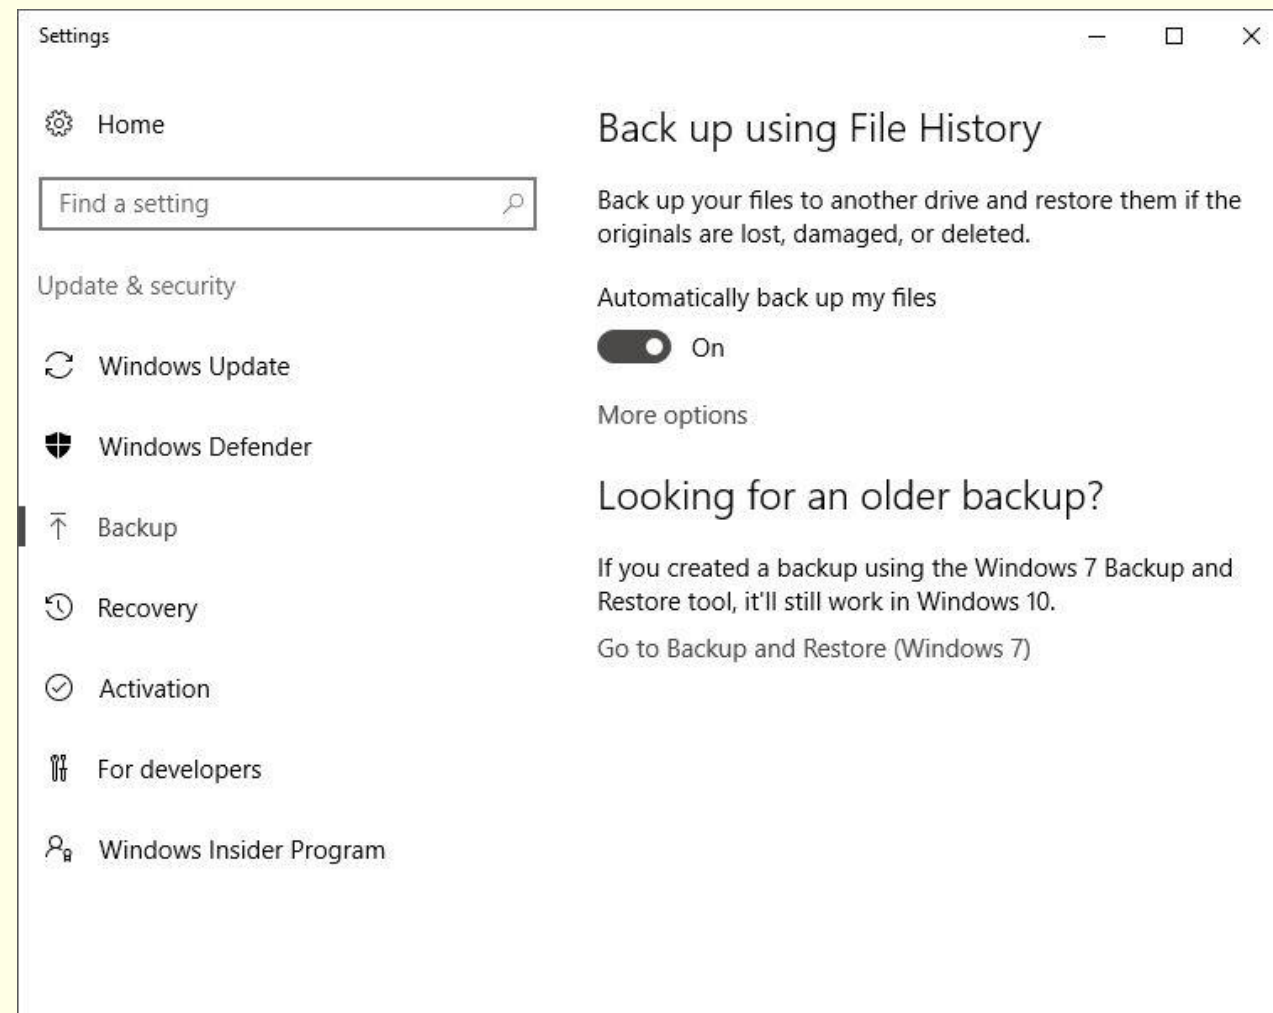 Settings
Home
Find a setting
Update & security
Windows Update
Windows Defender
Backup
Recovery
Activation
For developers
Windows Insider Program
Back up using File History
Back up your files to another drive and restore them if the
originals are lost, damaged, or deleted.
Automatically back up my files
On
More options
Looking for an older backup?
If you created a backup using the Windows 7 Backup and
Restore tool, it'll still work in Windows 10.
Go to Backup and Restore (Windows 7)